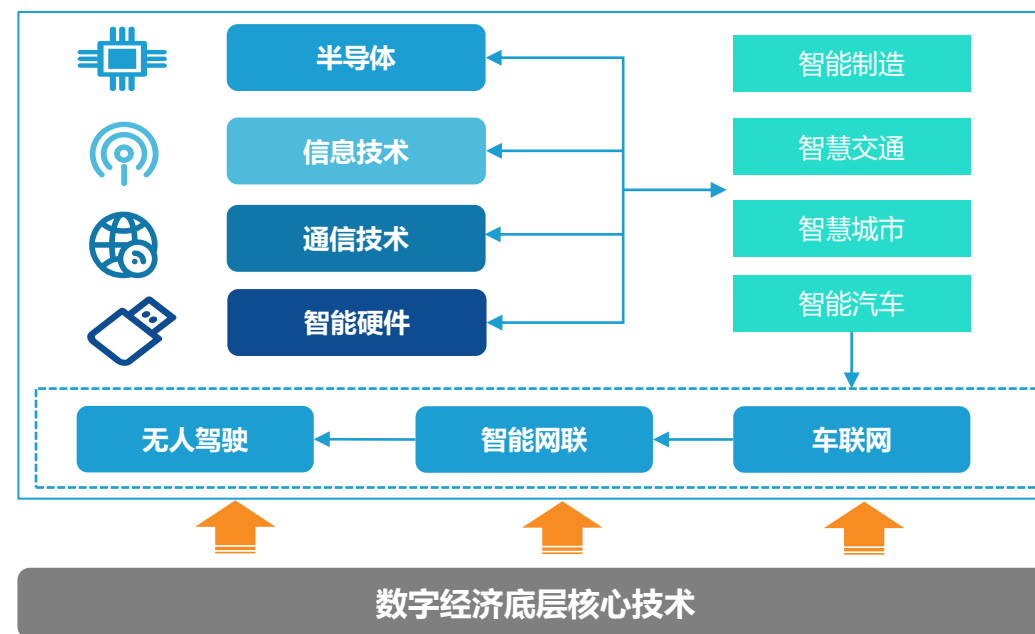 半导体
信息技术
通信技术
智能硬件
智能制造
智慧交通
智慧城市
智能汽车
无人驾驶
智能网联
车联网
数字经济底层核心技术